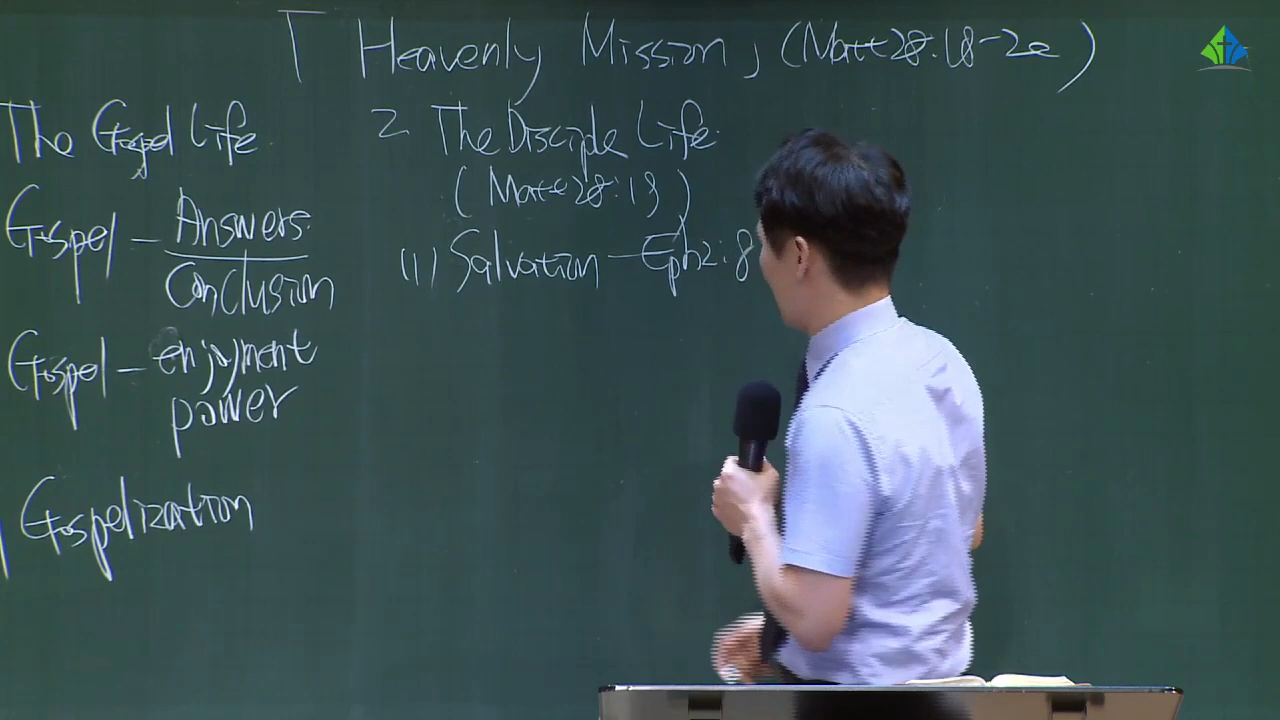 「 Heavenly Mission 」 (Matt 28:18-20)
The Gospel Life
Gospel - Answers
Conclusion
Gospel - enjoyment
power
Gospelization
2. The Disciple Life
(Matt 28:19)
(1) Salvation - Eph 2:8